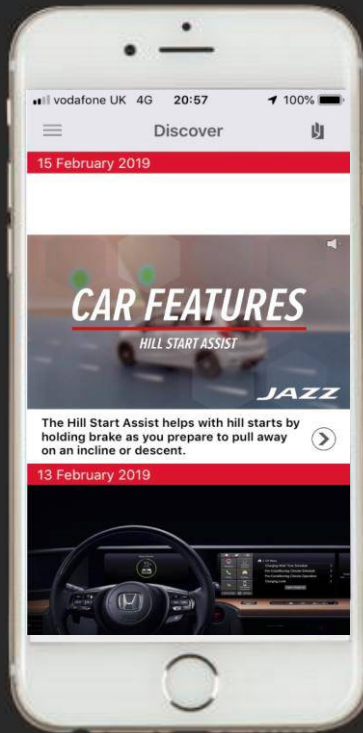 vodafone UK 4G 20:57 100%
Discover
15 February 2019
CAR FEATURES
HILL START ASSIST
JAZZ
The Hill Start Assist helps with hill starts by
holding brake as you prepare to pull away
on an incline or descent.
13 February 2019